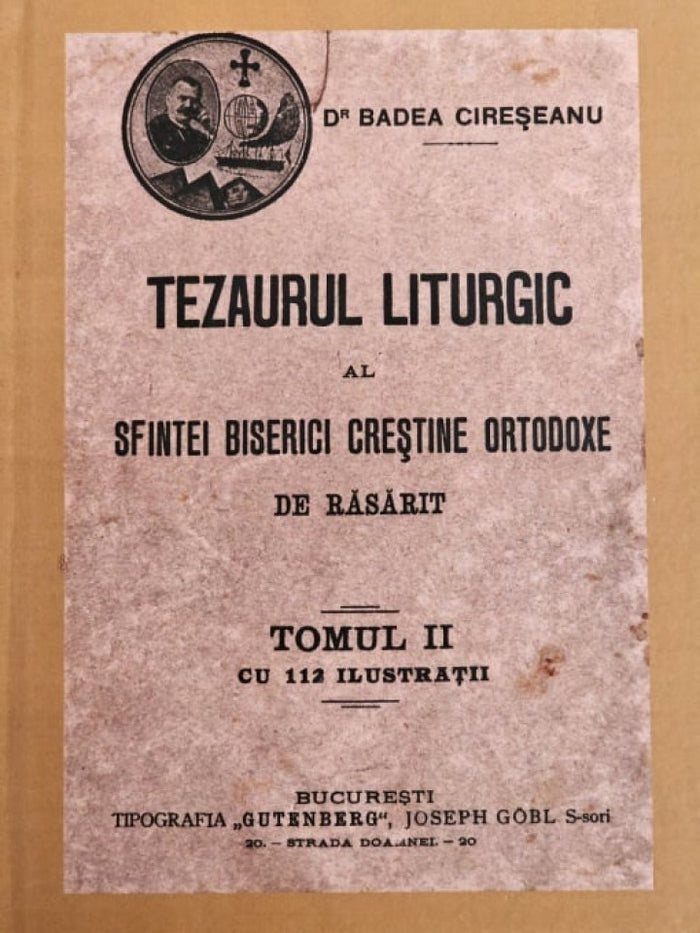 Dᴿ BADEA CIREŞEANU
TEZAURUL LITURGIC
AL
SFINTEI BISERICI CREŞTINE ORTODOXE
DE RĂSĂRIT
TOMUL II
CU 112 ILUSTRAŢII
BUCUREŞTI
TIPOGRAFIA „GUTENBERG“, JOSEPH GÖBL S-sori
20. — STRADA DOAMNEI. — 20